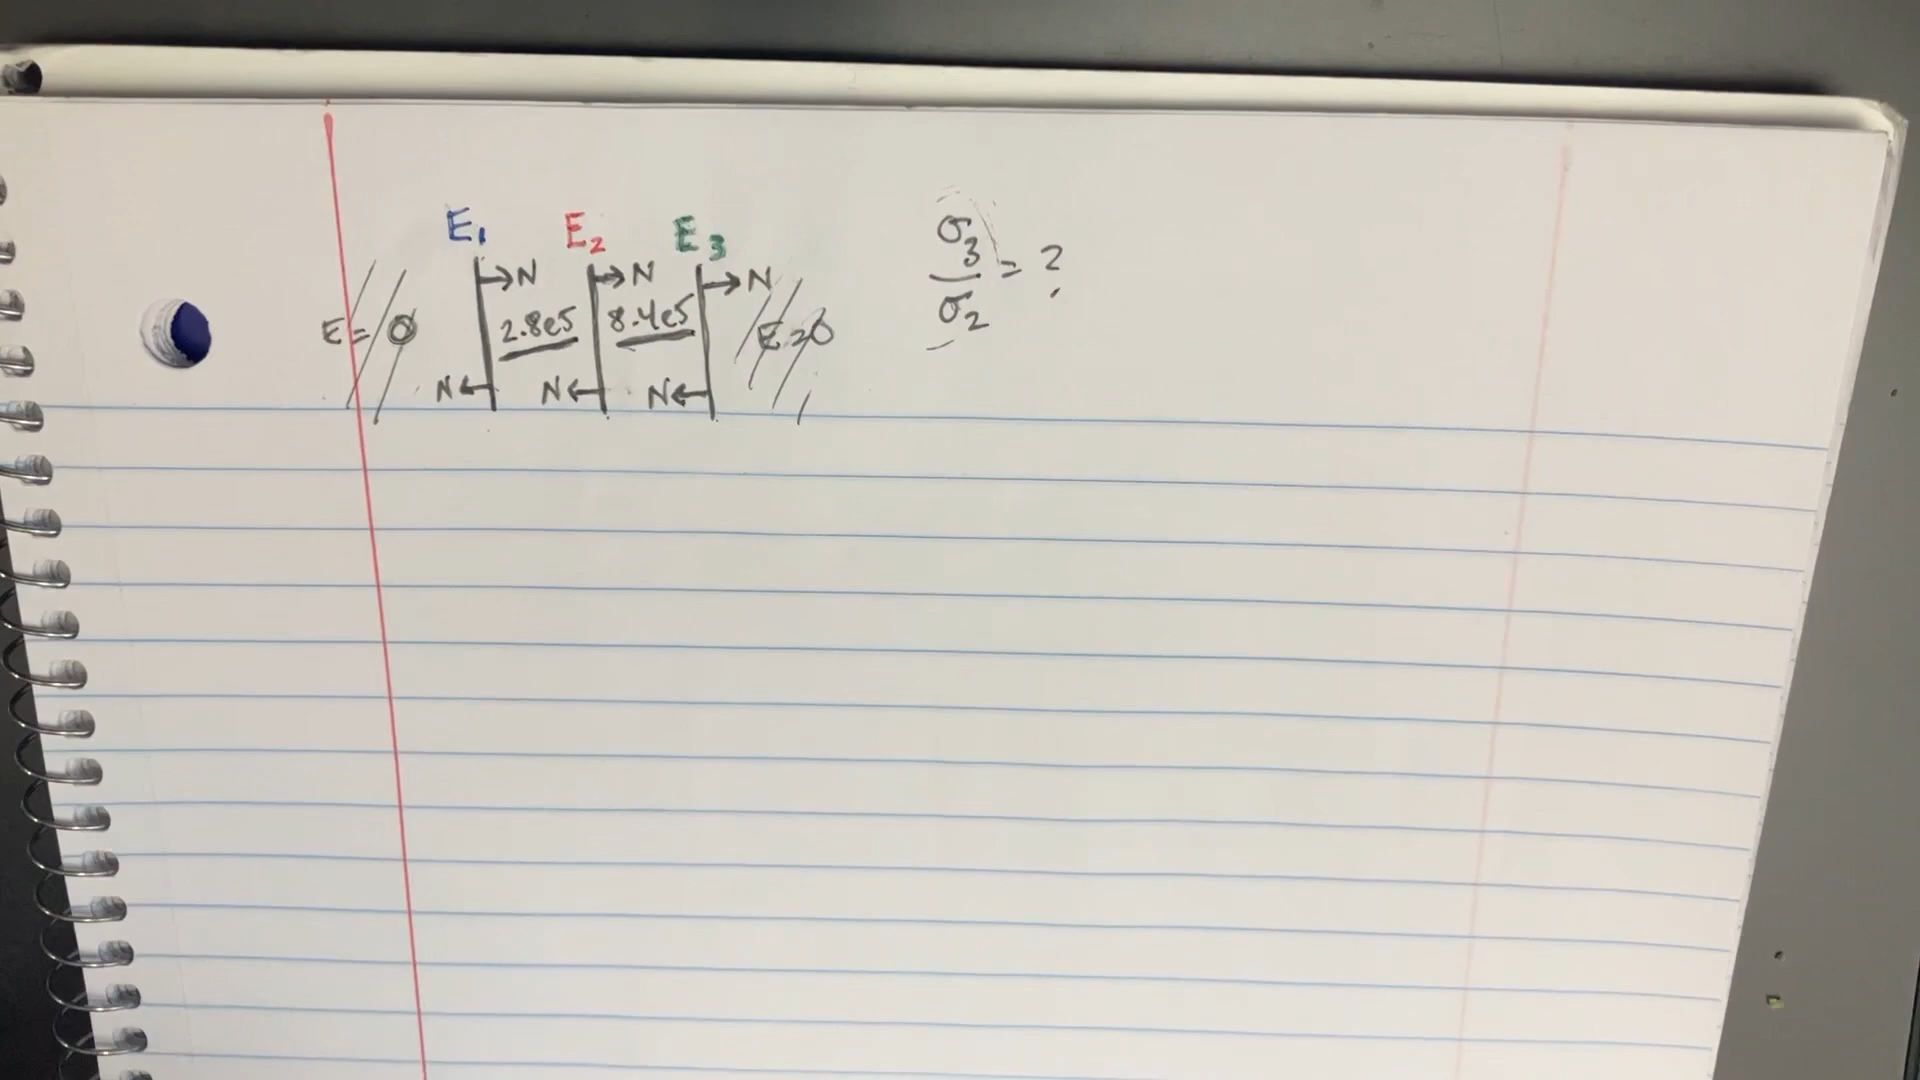 E₁ E₂ E₃
→N →N →N
E=0 2.8e5 8.4e5 E=0
N← N← N←
σ₃/σ₂ = ?